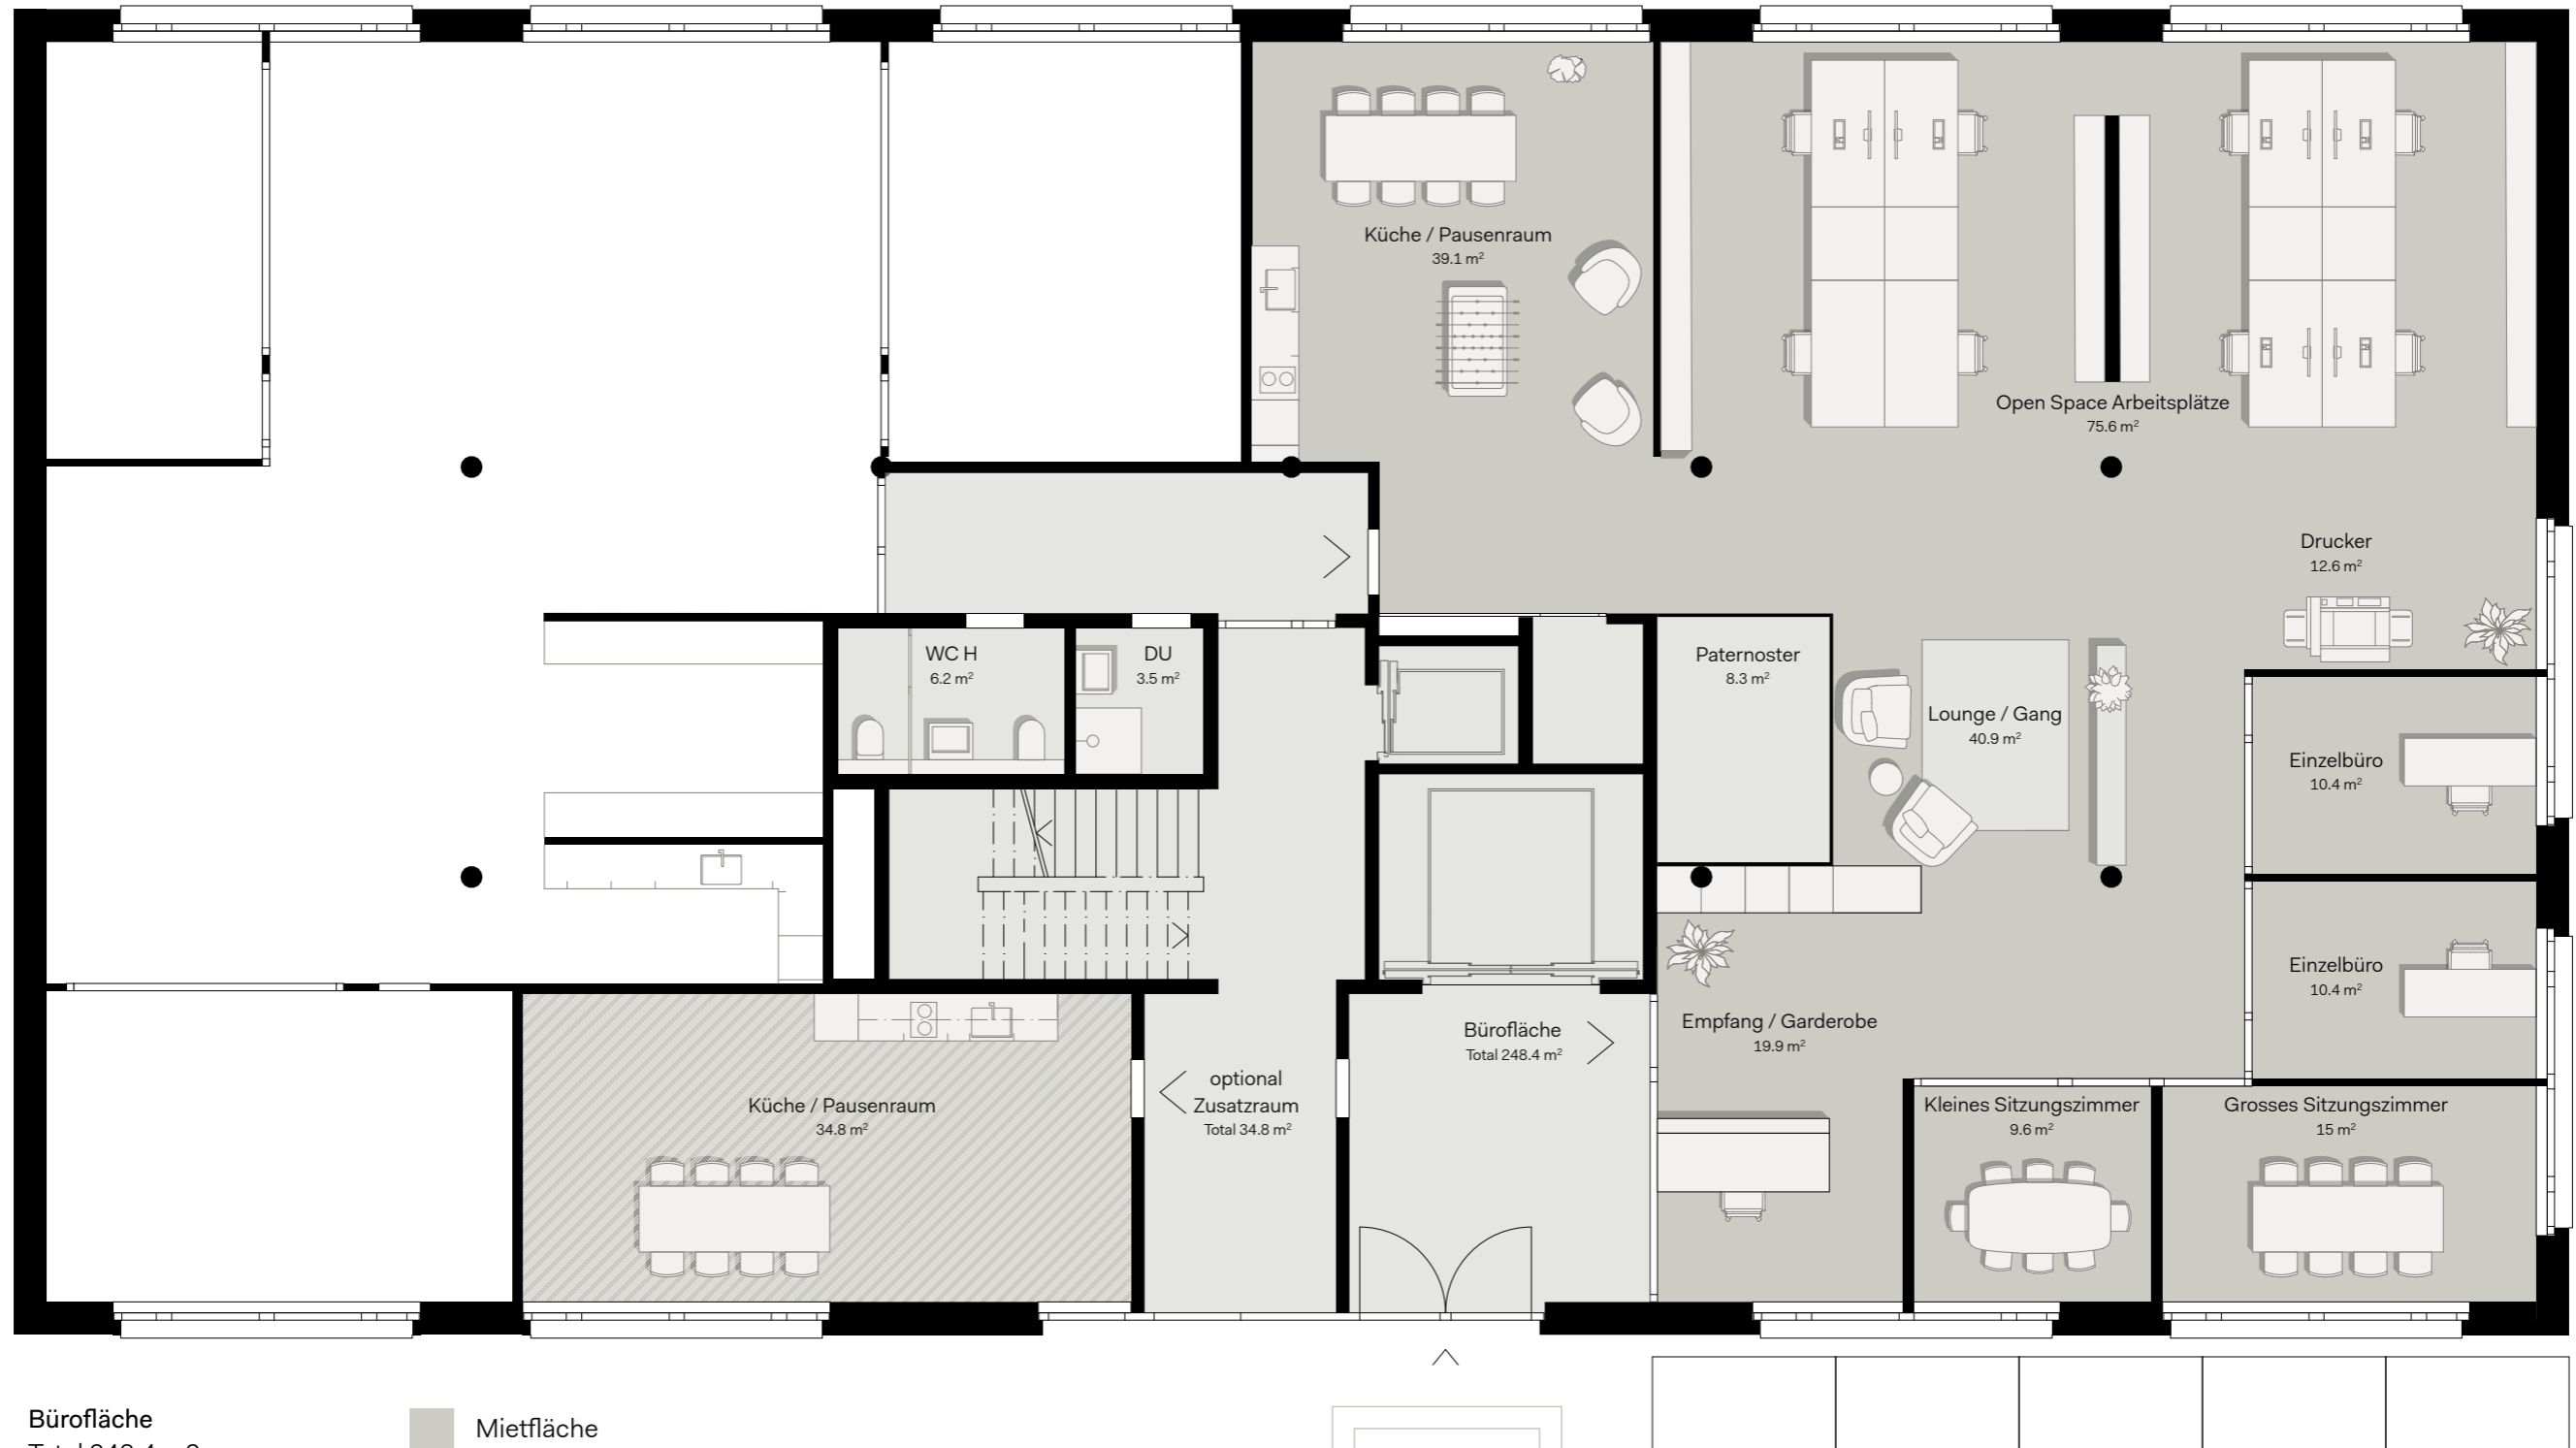 Küche / Pausenraum
39.1 m²
Open Space Arbeitsplätze
75.6 m²
Drucker
12.6 m²
WC H
6.2 m²
DU
3.5 m²
Paternoster
8.3 m²
Lounge / Gang
40.9 m²
Einzelbüro
10.4 m²
Einzelbüro
10.4 m²
Empfang / Garderobe
19.9 m²
Bürofläche
Total 248.4 m²
optional
Zusatzraum
Total 34.8 m²
Küche / Pausenraum
34.8 m²
Kleines Sitzungszimmer
9.6 m²
Grosses Sitzungszimmer
15 m²
Bürofläche
Mietfläche